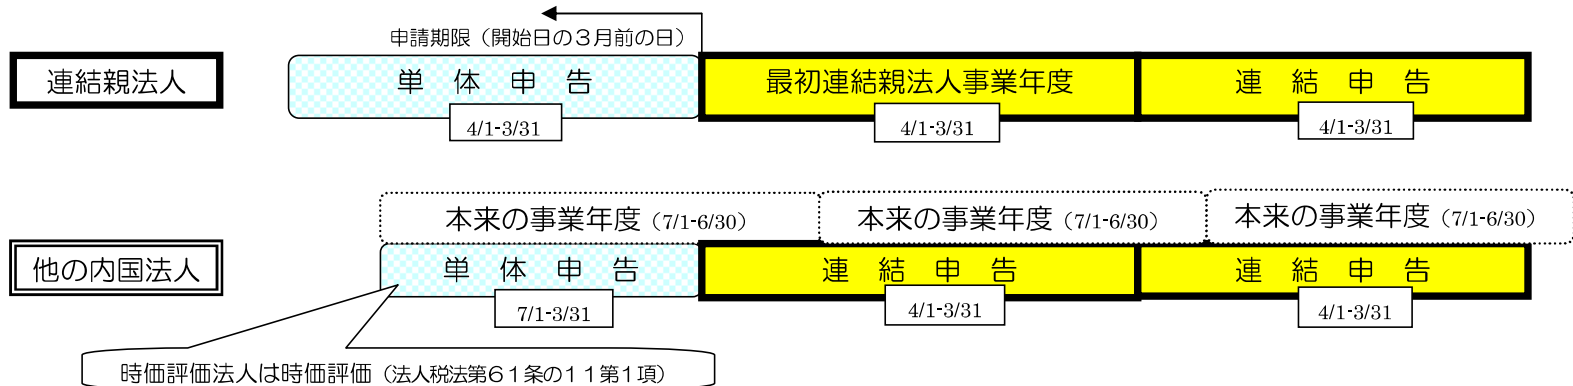 申請期限（開始日の３月前の日）
連結親法人
単体申告
最初連結親法人事業年度
連結申告
4/1-3/31
4/1-3/31
4/1-3/31
本来の事業年度（7/1-6/30）
本来の事業年度（7/1-6/30）
本来の事業年度（7/1-6/30）
他の内国法人
単体申告
連結申告
連結申告
7/1-3/31
4/1-3/31
4/1-3/31
時価評価法人は時価評価（法人税法第６１条の１１第１項）